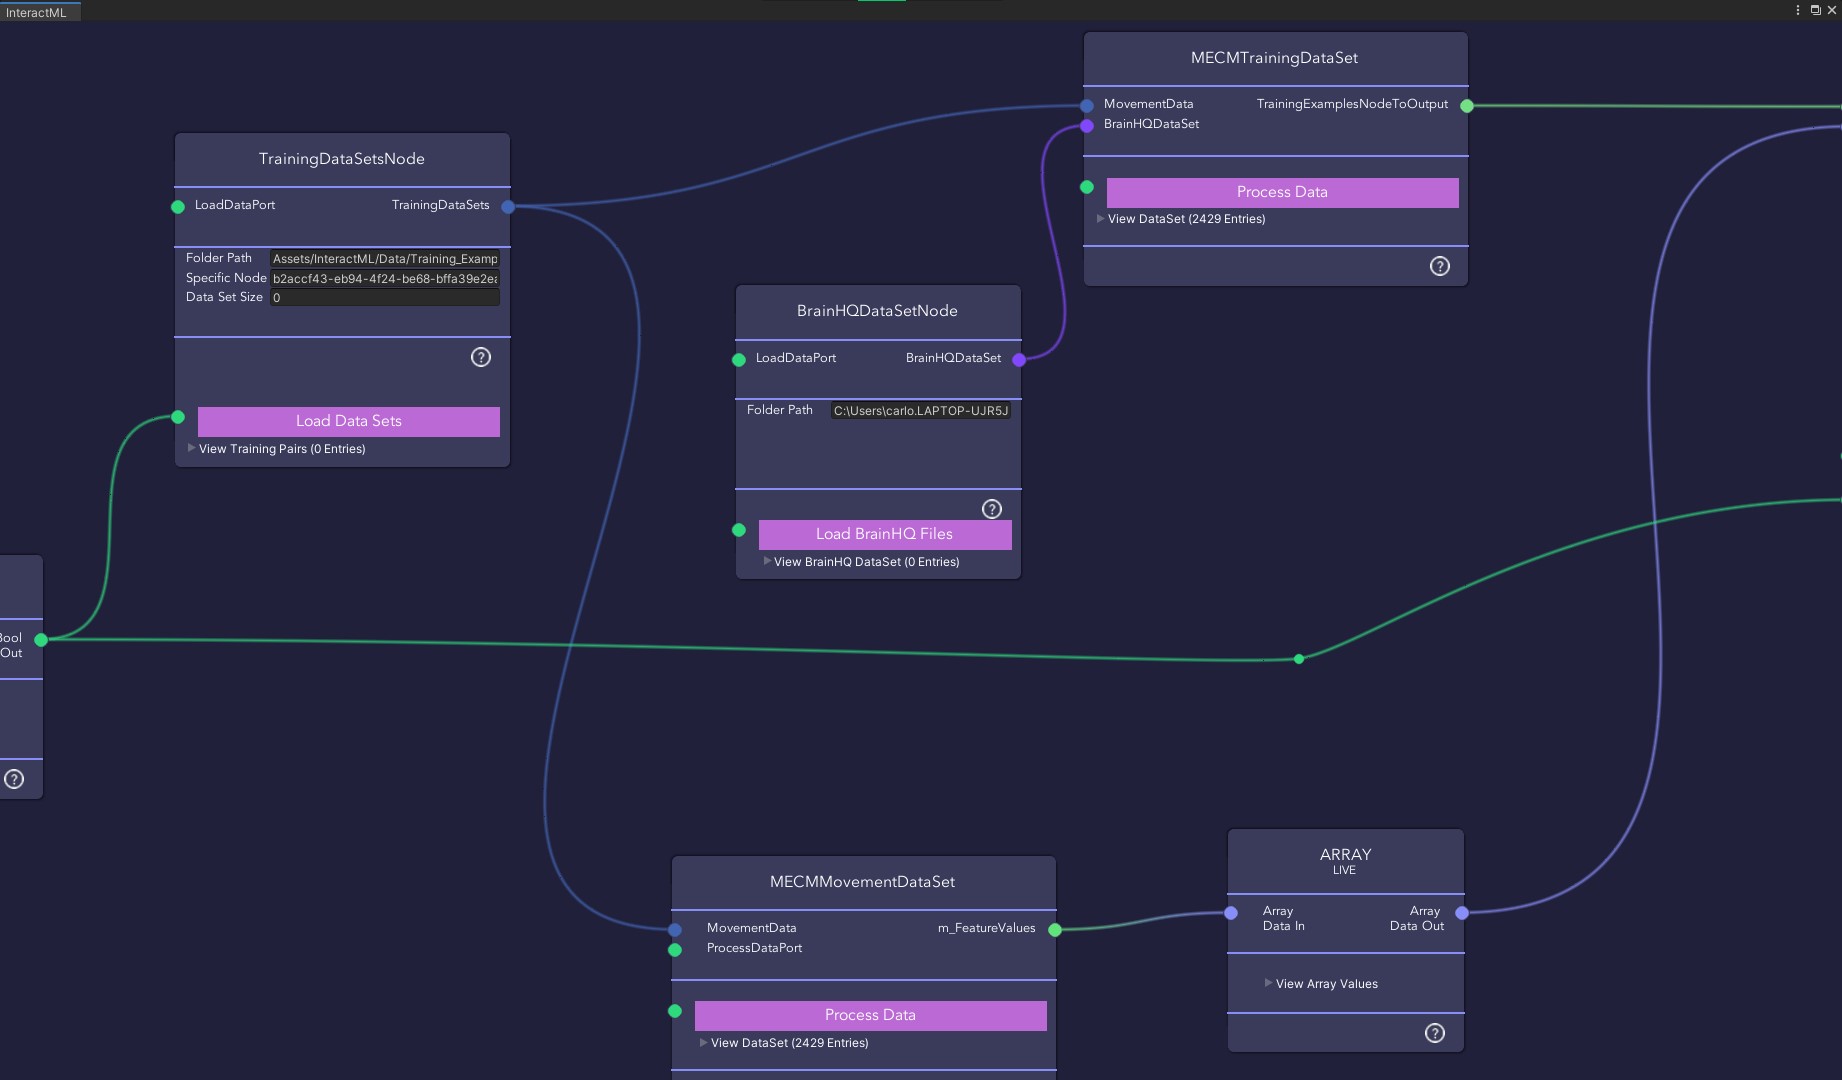 InteractML
MECMTrainingDataSet
MovementData TrainingExamplesNodeToOutput
BrainHQDataSet
Process Data
View DataSet (2429 Entries)
?
TrainingDataSetsNode
LoadDataPort TrainingDataSets
Folder Path Assets/InteractML/Data/Training_Examp
Specific Node b2accf43-eb94-4f24-be68-bffa39e2ea
Data Set Size 0
?
Load Data Sets
View Training Pairs (0 Entries)
BrainHQDataSetNode
LoadDataPort BrainHQDataSet
Folder Path C:\Users\carlo.LAPTOP-UJR5J
?
Load BrainHQ Files
View BrainHQ DataSet (0 Entries)
Bool
Out
?
MECMMovementDataSet
MovementData m_FeatureValues
ProcessDataPort
Process Data
View DataSet (2429 Entries)
ARRAY
LIVE
Array Array
Data In Data Out
View Array Values
?